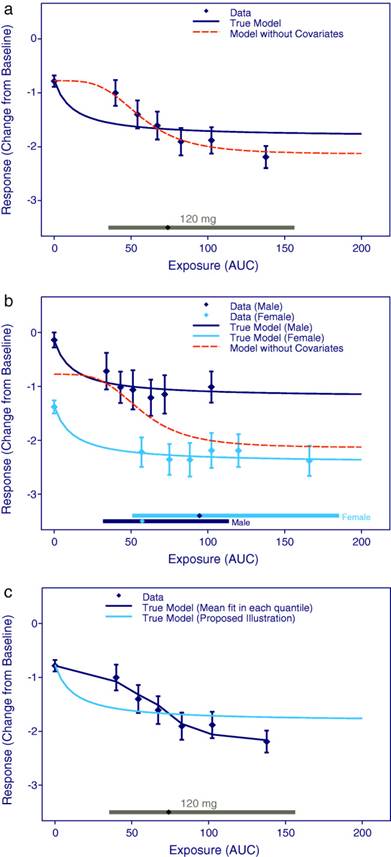 a
Data
True Model
Model without Covariates
Response (Change from Baseline)
0
-1
-2
-3
120 mg
0
50
100
150
200
Exposure (AUC)
b
Data (Male)
Data (Female)
True Model (Male)
True Model (Female)
Model without Covariates
Response (Change from Baseline)
0
-1
-2
-3
Female
Male
0
50
100
150
200
Exposure (AUC)
c
Data
True Model (Mean fit in each quantile)
True Model (Proposed Illustration)
Response (Change from Baseline)
0
-1
-2
-3
120 mg
0
50
100
150
200
Exposure (AUC)